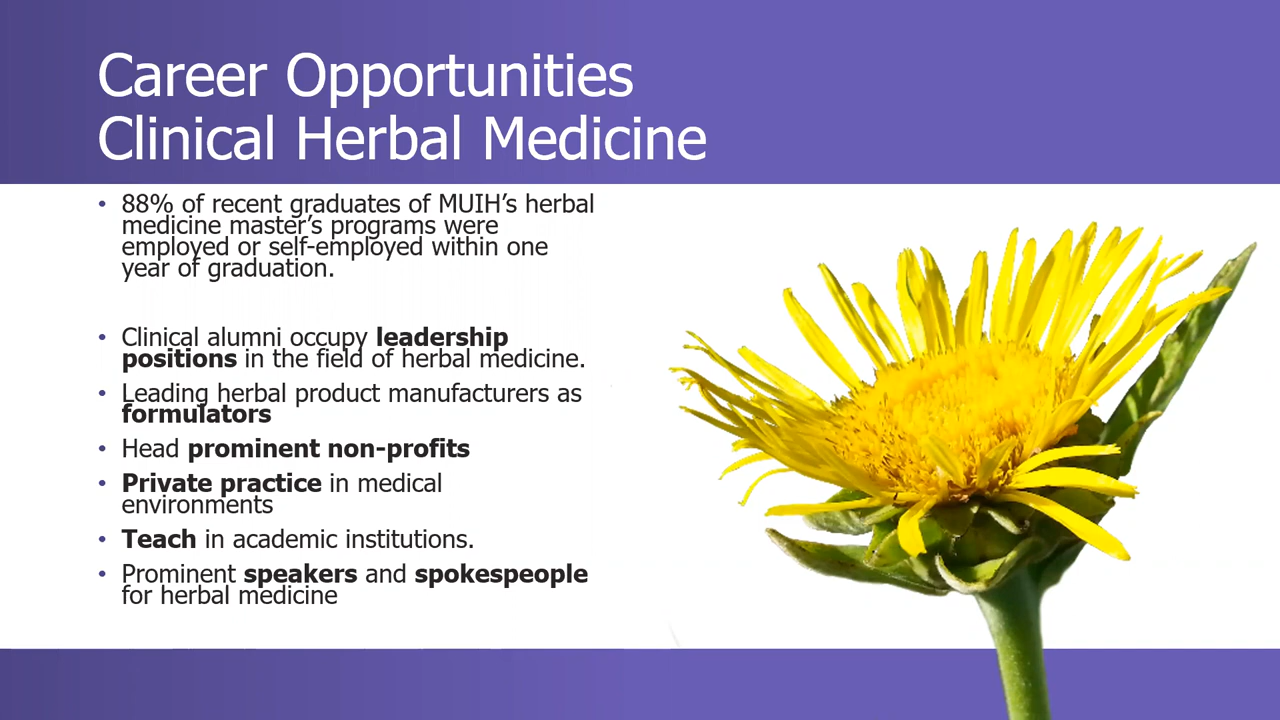 Career Opportunities
Clinical Herbal Medicine
• 88% of recent graduates of MUIH’s herbal
medicine master’s programs were
employed or self-employed within one
year of graduation.
• Clinical alumni occupy leadership
positions in the field of herbal medicine.
• Leading herbal product manufacturers as
formulators
• Head prominent non-profits
• Private practice in medical
environments
• Teach in academic institutions.
• Prominent speakers and spokespeople
for herbal medicine